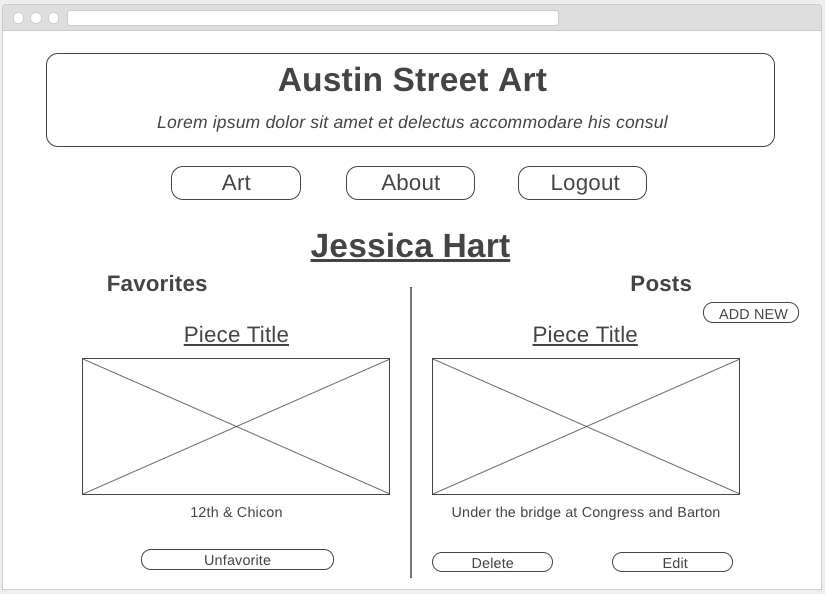 Austin Street Art
Lorem ipsum dolor sit amet et delectus accommodare his consul
Art
About
Logout
Jessica Hart
Favorites
Posts
ADD NEW
Piece Title
Piece Title
12th & Chicon
Under the bridge at Congress and Barton
Unfavorite
Delete
Edit